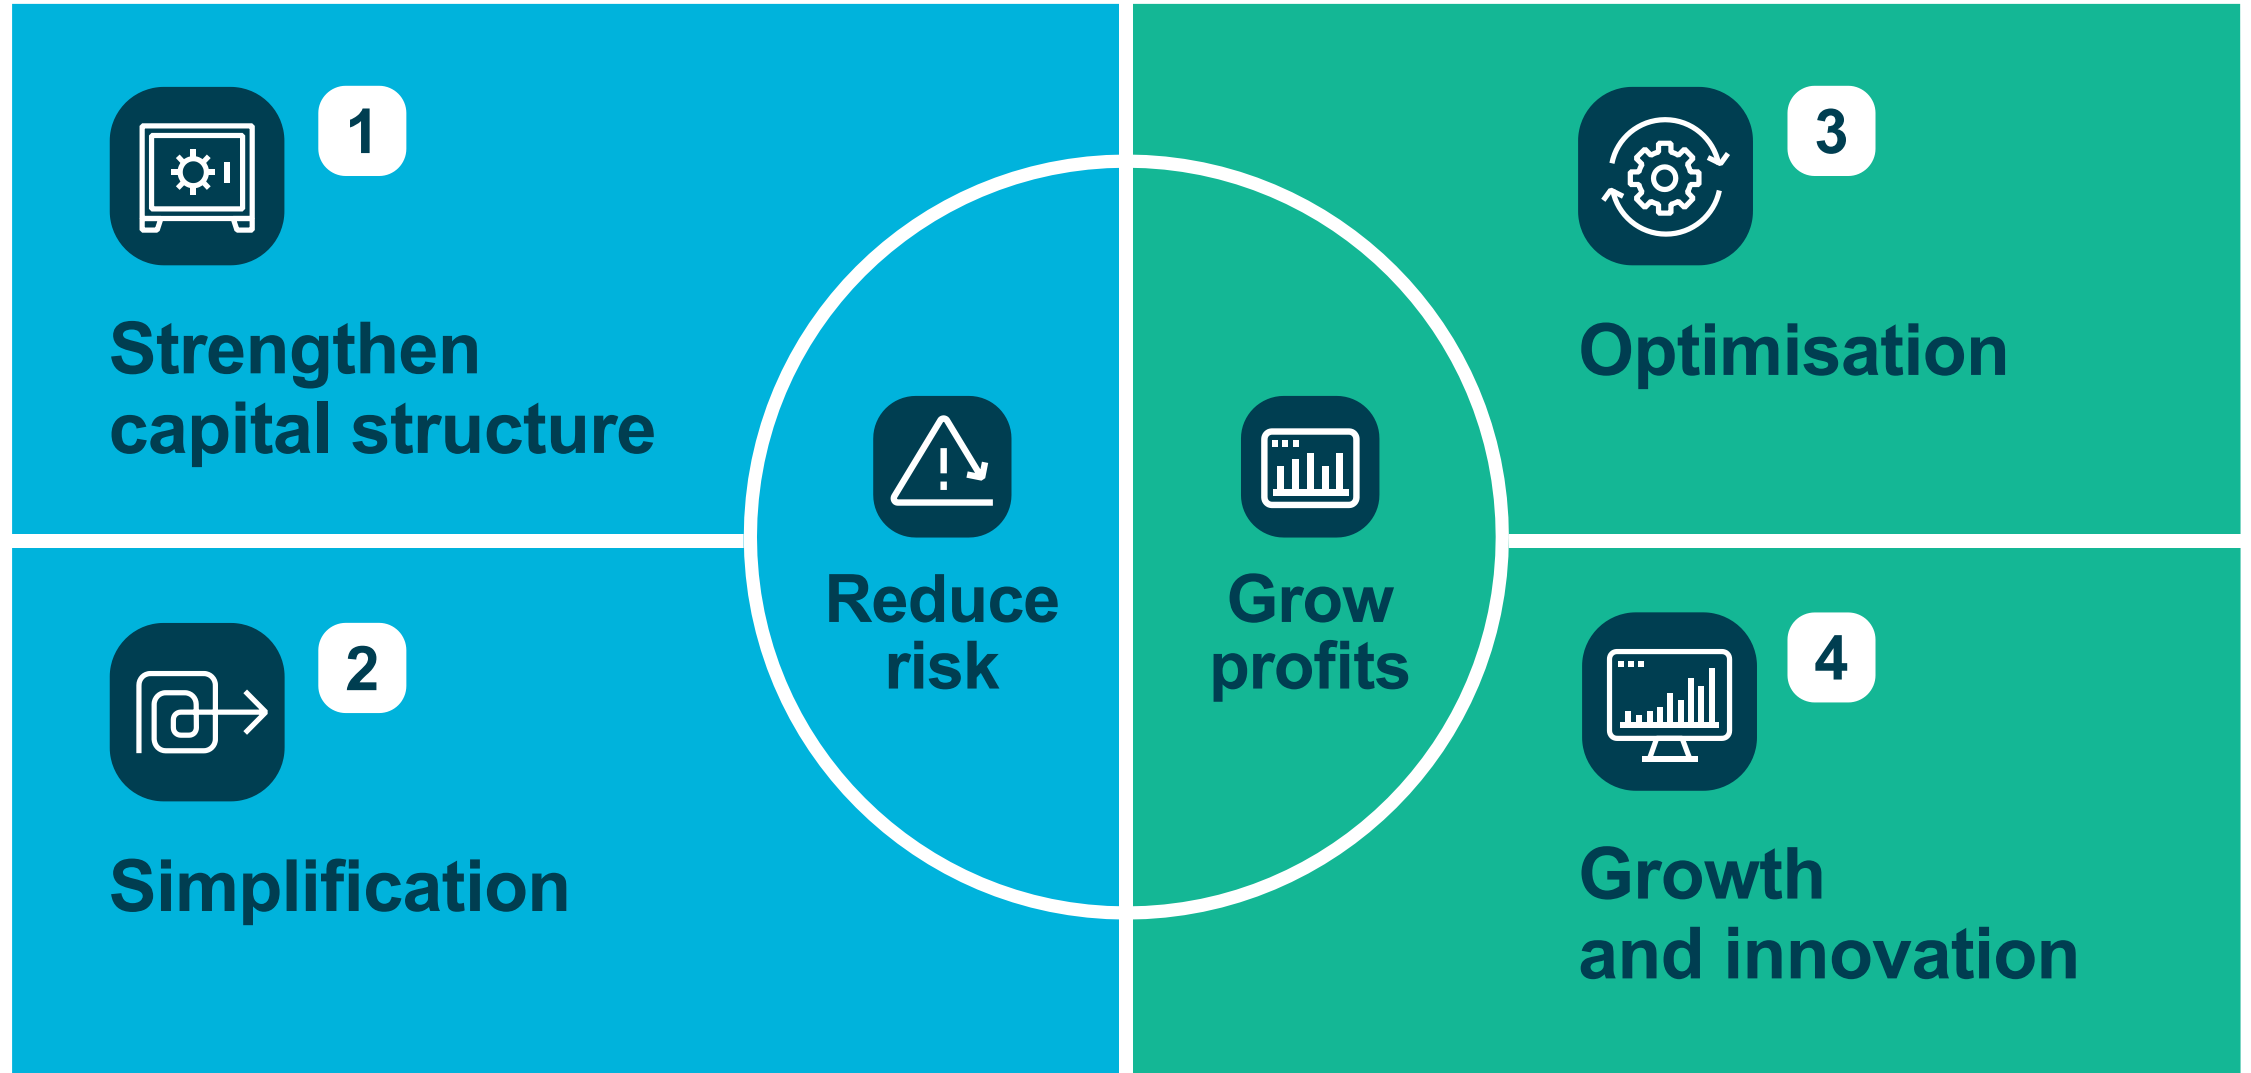 1
Strengthen
capital structure
2
Simplification
Reduce
risk
Grow
profits
3
Optimisation
4
Growth
and innovation